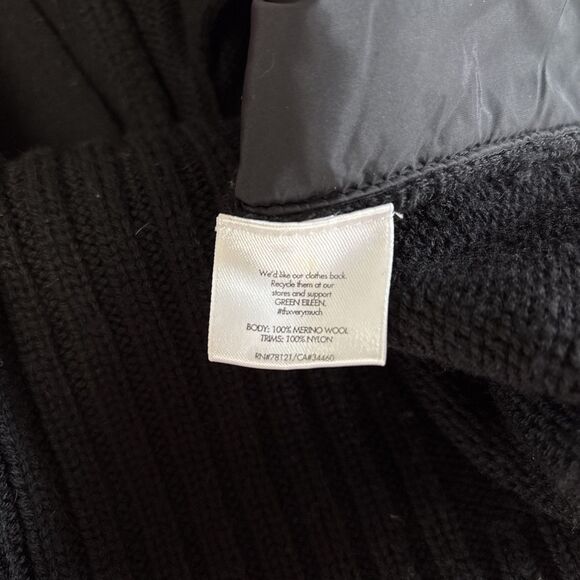 We'd like our clothes back.
Recycle them at our
stores and support
GREEN EILEEN.
#thxverymuch
BODY: 100% MERINO WOOL
TRIMS: 100% NYLON
RN#78121/CA#34460